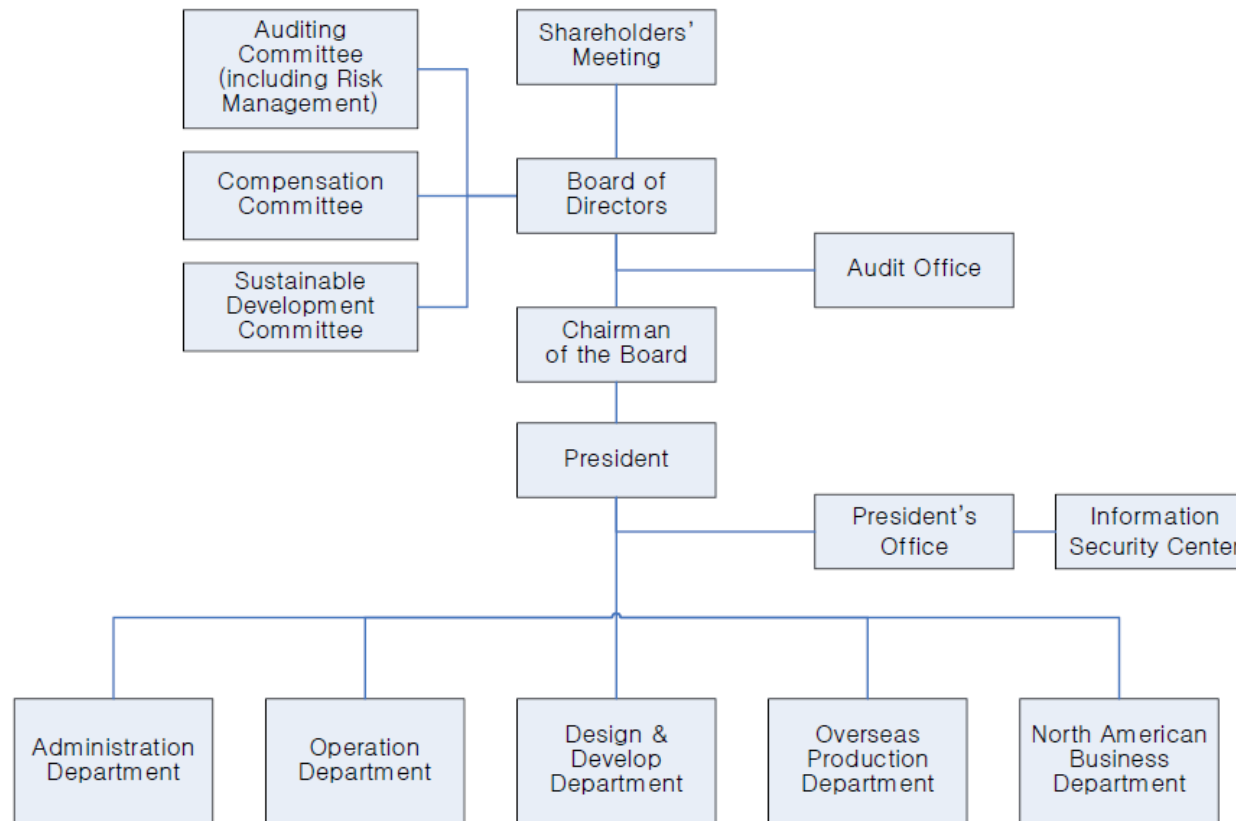 Auditing
Committee
(including Risk
Management)
Shareholders’
Meeting
Compensation
Committee
Board of
Directors
Audit Office
Sustainable
Development
Committee
Chairman
of the Board
President
President’s
Office
Information
Security Center
Administration
Department
Operation
Department
Design &
Develop
Department
Overseas
Production
Department
North American
Business
Department